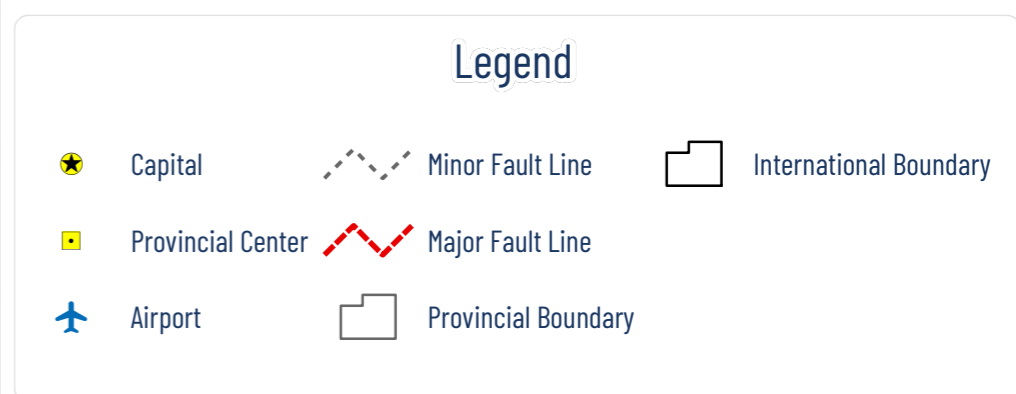 Legend
Capital
Minor Fault Line
International Boundary
Provincial Center
Major Fault Line
Airport
Provincial Boundary